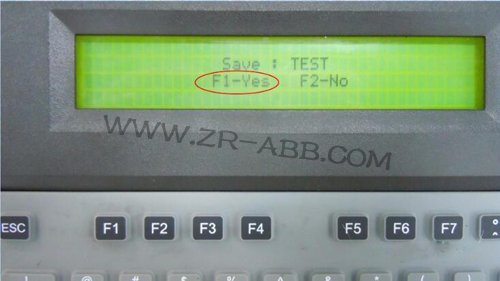 Save : TEST
F1-Yes F2-No
WWW.ZR-ABB.COM
ESC F1 F2 F3 F4 F5 F6 F7
! @ # $ % & * (